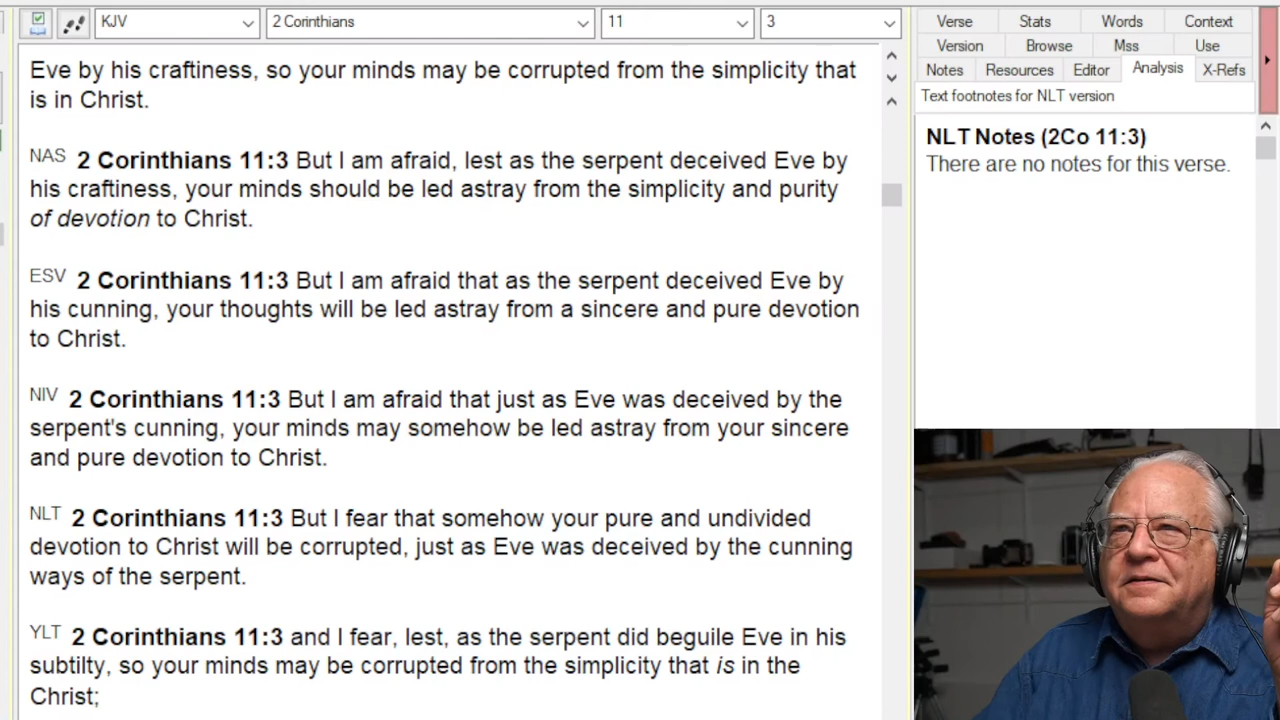 KJV
2 Corinthians
11
3
Eve by his craftiness, so your minds may be corrupted from the simplicity that
is in Christ.
NAS 2 Corinthians 11:3 But I am afraid, lest as the serpent deceived Eve by
his craftiness, your minds should be led astray from the simplicity and purity
of devotion to Christ.
ESV 2 Corinthians 11:3 But I am afraid that as the serpent deceived Eve by
his cunning, your thoughts will be led astray from a sincere and pure devotion
to Christ.
NIV 2 Corinthians 11:3 But I am afraid that just as Eve was deceived by the
serpent's cunning, your minds may somehow be led astray from your sincere
and pure devotion to Christ.
NLT 2 Corinthians 11:3 But I fear that somehow your pure and undivided
devotion to Christ will be corrupted, just as Eve was deceived by the cunning
ways of the serpent.
YLT 2 Corinthians 11:3 and I fear, lest, as the serpent did beguile Eve in his
subtilty, so your minds may be corrupted from the simplicity that is in the
Christ;
Verse Stats Words Context
Version Browse Mss Use
Notes Resources Editor Analysis X-Refs
Text footnotes for NLT version
NLT Notes (2Co 11:3)
There are no notes for this verse.